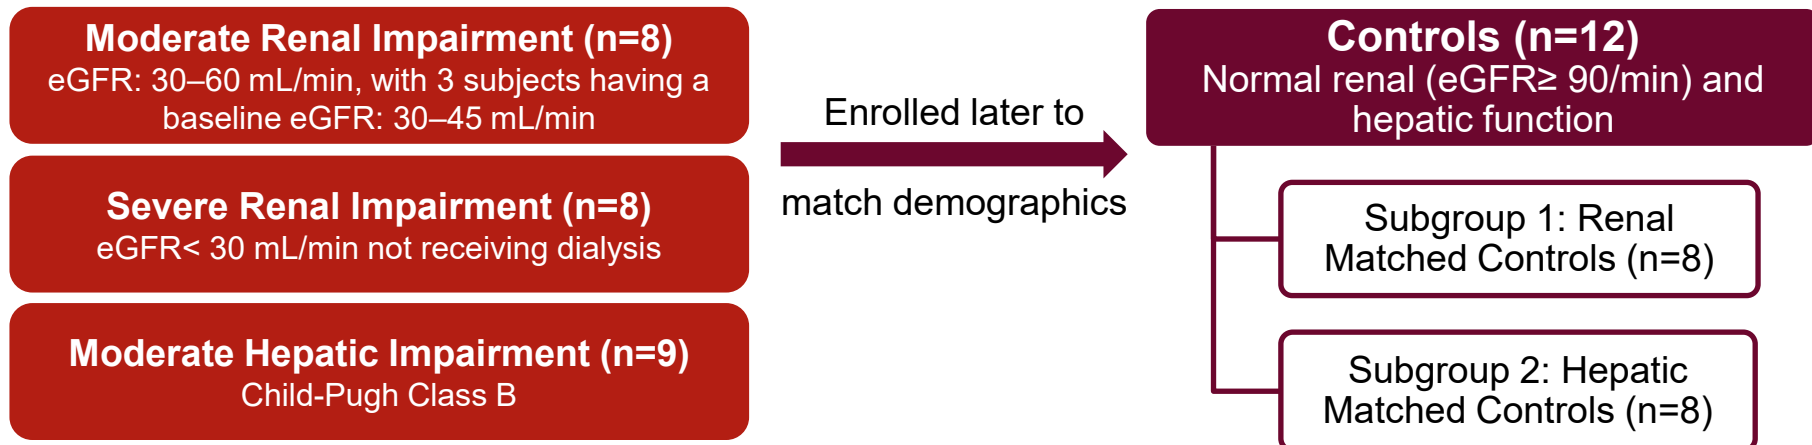 Moderate Renal Impairment (n=8)
eGFR: 30–60 mL/min, with 3 subjects having a
baseline eGFR: 30–45 mL/min
Severe Renal Impairment (n=8)
eGFR< 30 mL/min not receiving dialysis
Moderate Hepatic Impairment (n=9)
Child-Pugh Class B
Enrolled later to
match demographics
Controls (n=12)
Normal renal (eGFR≥ 90/min) and
hepatic function
Subgroup 1: Renal
Matched Controls (n=8)
Subgroup 2: Hepatic
Matched Controls (n=8)